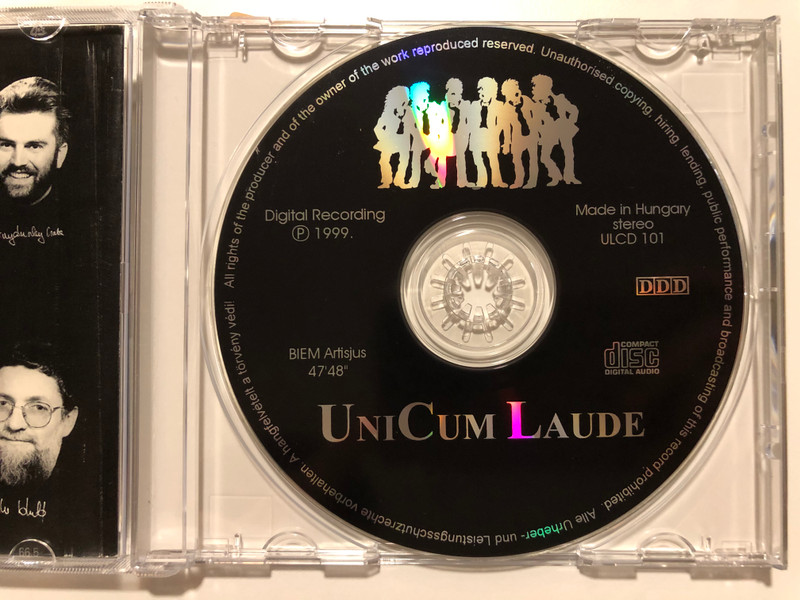 All rights of the producer and of the owner of the work reproduced reserved. Unauthorised copying, hiring, lending, public performance and broadcasting of this record prohibited. Alle Urheber- und Leistungsschutzrechte vorbehalten. A hangfelvételt a törvény védi!
Digital Recording
Ⓟ 1999.
Made in Hungary
stereo
ULCD 101
DDD
BIEM Artisjus
47'48"
COMPACT
disc
DIGITAL AUDIO
UNICUM LAUDE